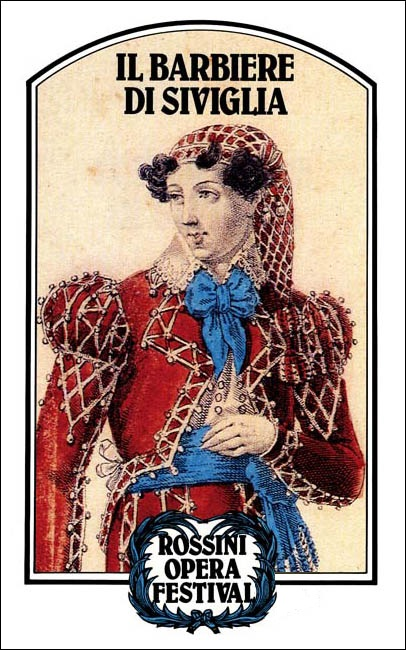 IL BARBIERE
DI SIVIGLIA
ROSSINI
OPERA
FESTIVAL